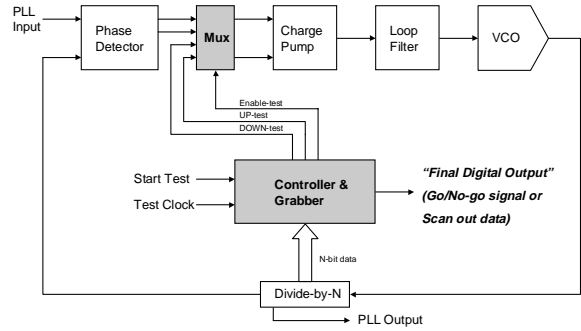 PLL
Input
Phase
Detector
Mux
Charge
Pump
Loop
Filter
VCO
Enable-test
UP-test
DOWN-test
Start Test
Test Clock
Controller &
Grabber
“Final Digital Output”
(Go/No-go signal or
Scan out data)
N-bit data
Divide-by-N
PLL Output